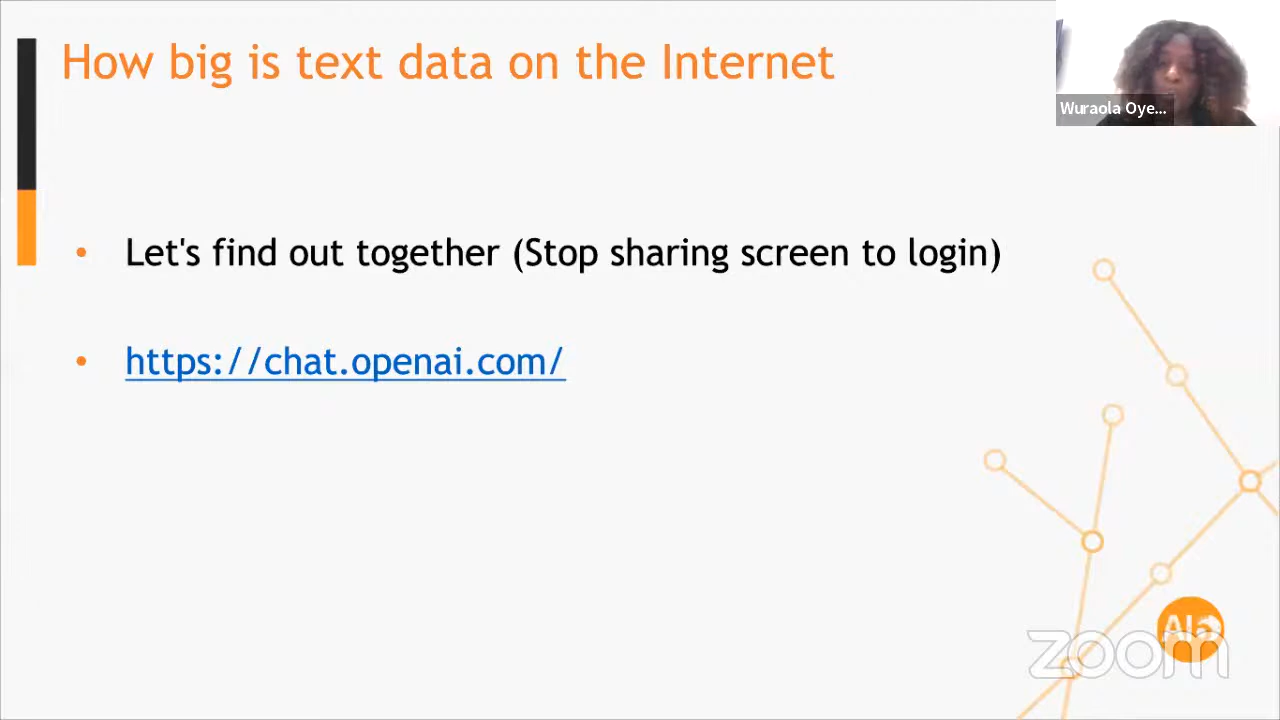 How big is text data on the Internet
Wuraola Oye...
Let's find out together (Stop sharing screen to login)
https://chat.openai.com/
zoom